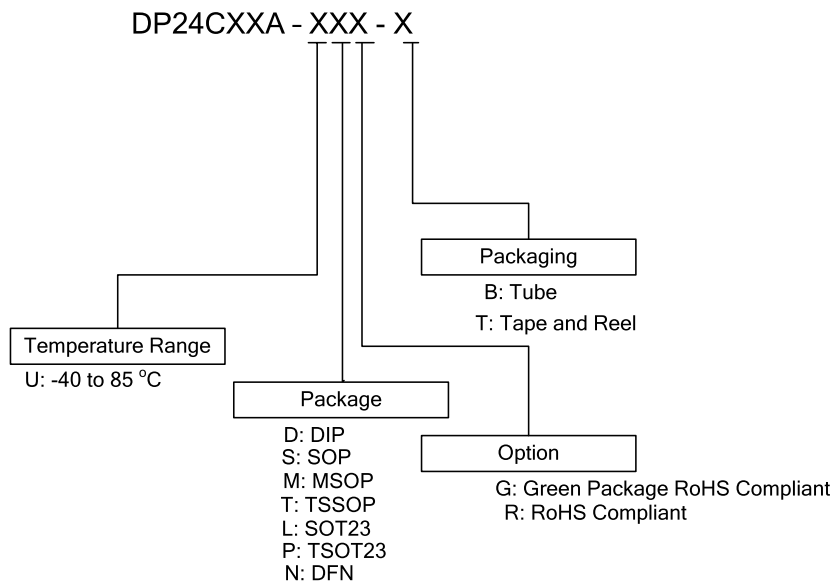 DP24CXXA - XXX - X
Packaging
B: Tube
T: Tape and Reel
Temperature Range
U: -40 to 85 °C
Package
D: DIP
S: SOP
M: MSOP
T: TSSOP
L: SOT23
P: TSOT23
N: DFN
Option
G: Green Package RoHS Compliant
R: RoHS Compliant